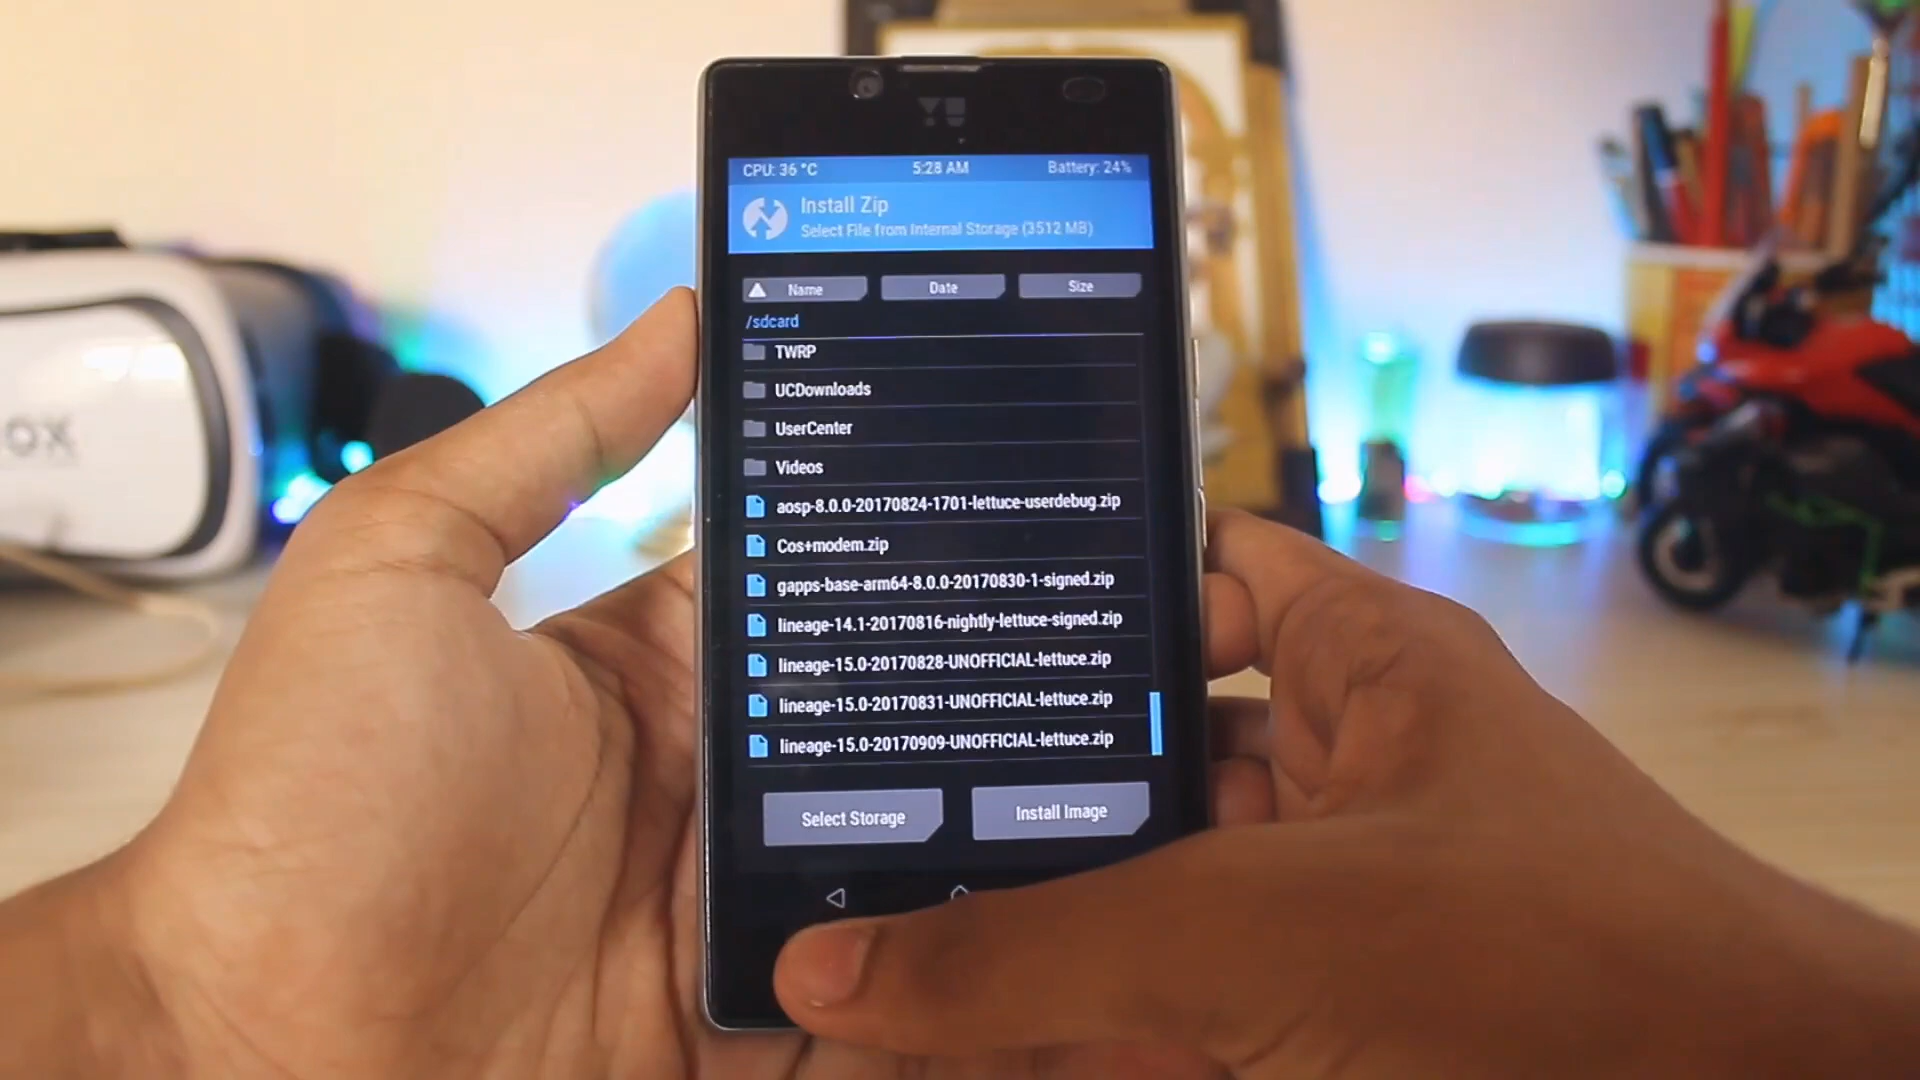 YU
CPU: 36 °C 5:28 AM Battery: 24%
Install Zip
Select File from Internal Storage (3512 MB)
Name Date Size
/sdcard
TWRP
UCDownloads
UserCenter
Videos
aosp-8.0.0-20170824-1701-lettuce-userdebug.zip
Cos+modem.zip
gapps-base-arm64-8.0.0-20170830-1-signed.zip
lineage-14.1-20170816-nightly-lettuce-signed.zip
lineage-15.0-20170828-UNOFFICIAL-lettuce.zip
lineage-15.0-20170831-UNOFFICIAL-lettuce.zip
lineage-15.0-20170909-UNOFFICIAL-lettuce.zip
Select Storage Install Image